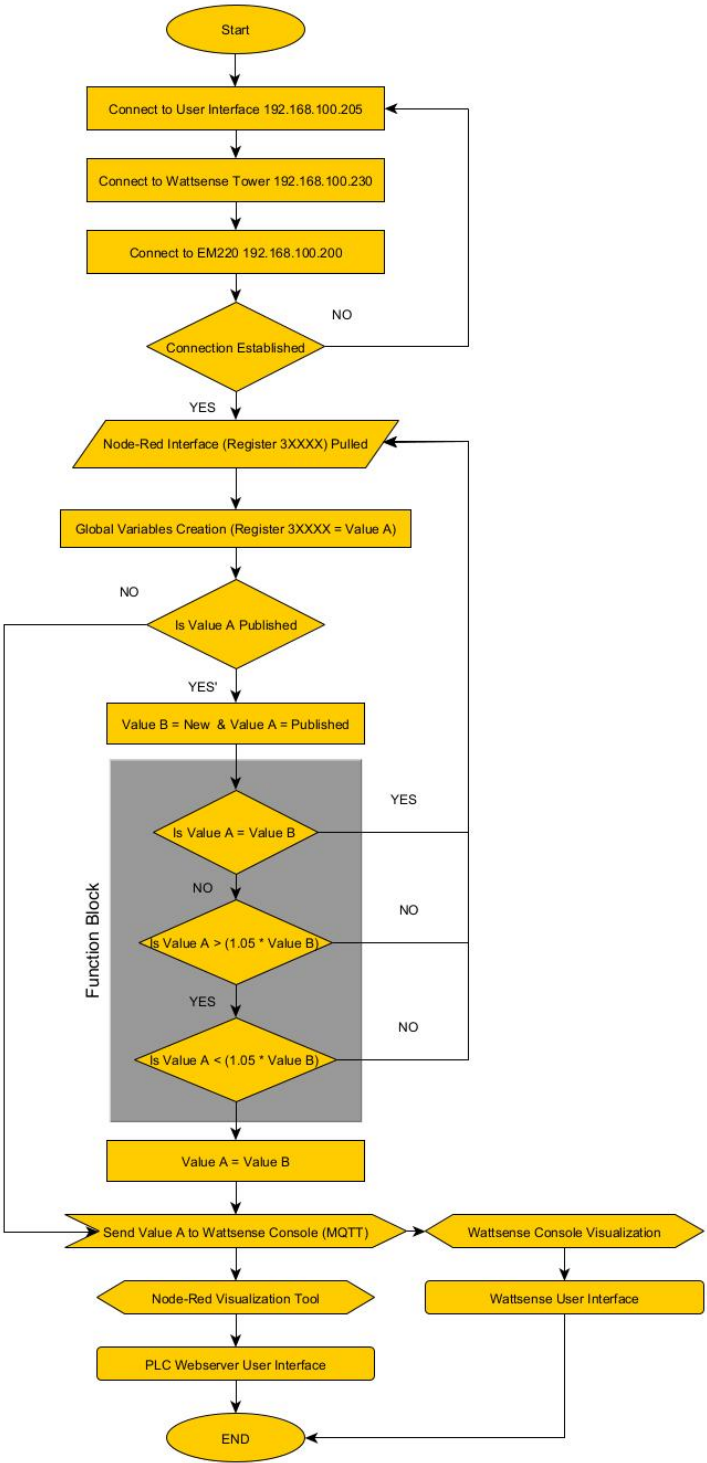 Start
Connect to User Interface 192.168.100.205
Connect to Wattsense Tower 192.168.100.230
Connect to EM220 192.168.100.200
NO
Connection Established
YES
Node-Red Interface (Register 3XXXX) Pulled
Global Variables Creation (Register 3XXXX = Value A)
NO
Is Value A Published
YES'
Value B = New & Value A = Published
Function Block
YES
Is Value A = Value B
NO
NO
Is Value A > (1.05 * Value B)
YES
NO
Is Value A < (1.05 * Value B)
Value A = Value B
Send Value A to Wattsense Console (MQTT)
Wattsense Console Visualization
Node-Red Visualization Tool
Wattsense User Interface
PLC Webserver User Interface
END